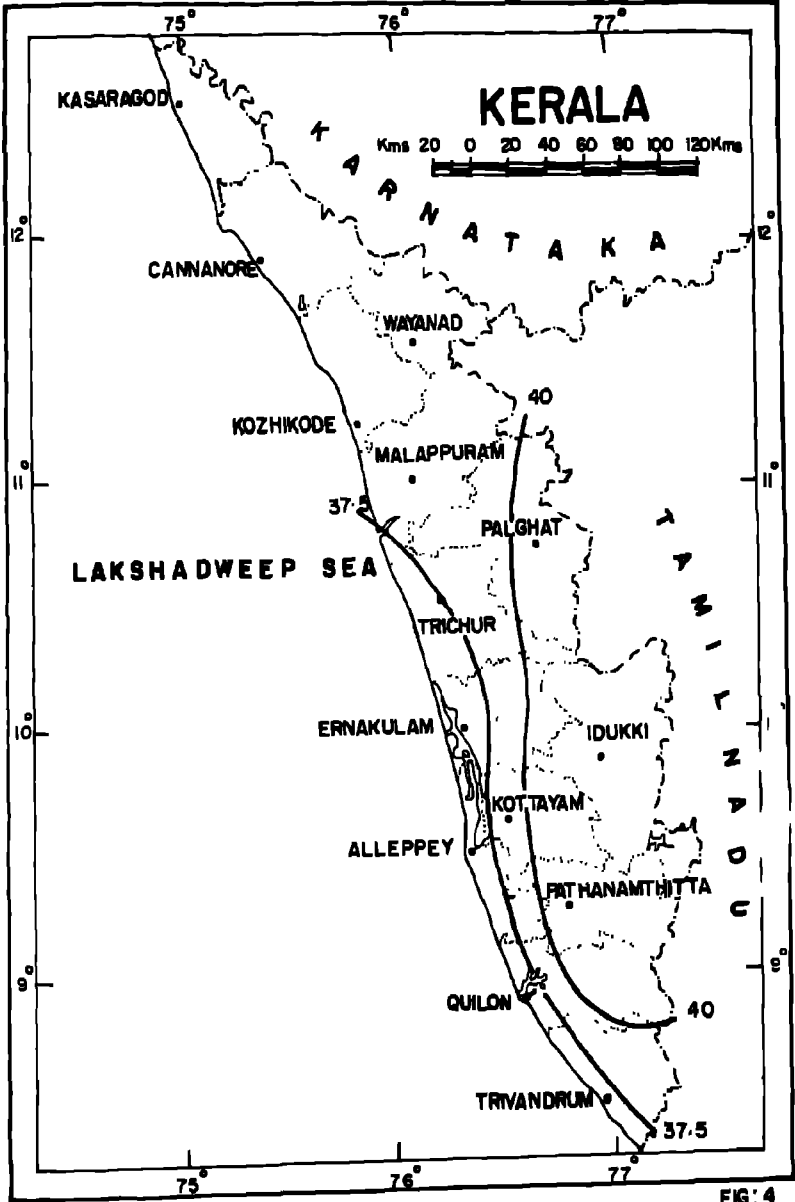 75° 76° 77°
KERALA
Kms 20 0 20 40 60 80 100 120Kms
KASARAGOD
KARNATAKA
12° 12°
CANNANORE
WAYANAD
40
KOZHIKODE
MALAPPURAM
11° 11°
37.5
PALGHAT
LAKSHADWEEP SEA
TAMIL NADU
TRICHUR
10°
ERNAKULAM
IDUKKI
KOTTAYAM
ALLEPPEY
PATHANAMTHITTA
9° 9°
QUILON
40
TRIVANDRUM
37.5
75° 76° 77°
FIG. 4